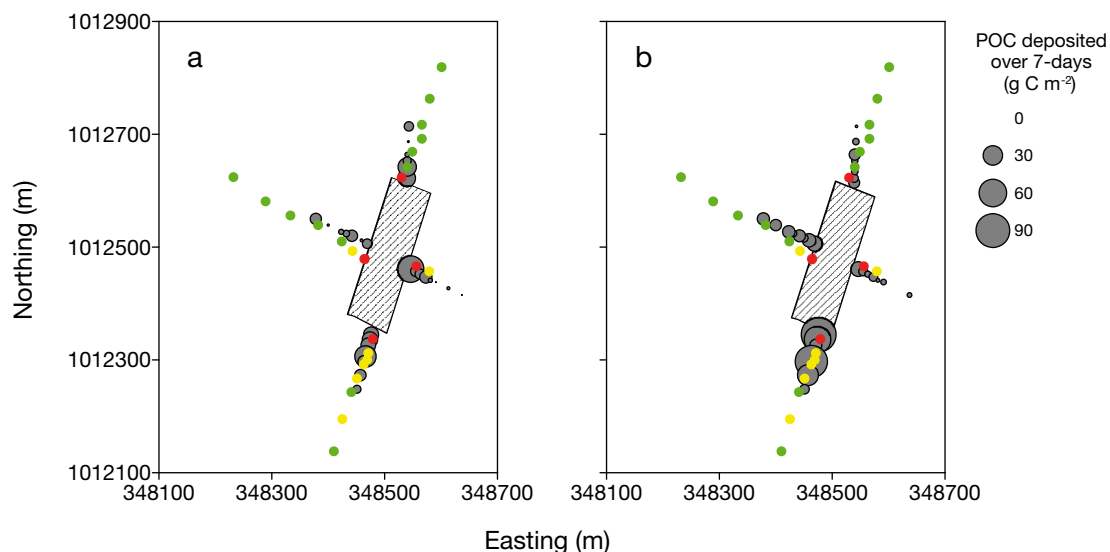 1012900
1012700
1012500
1012300
1012100
Northing (m)
a
b
POC deposited
over 7-days
(g C m⁻²)
0
30
60
90
348100 348300 348500 348700
348100 348300 348500 348700
Easting (m)